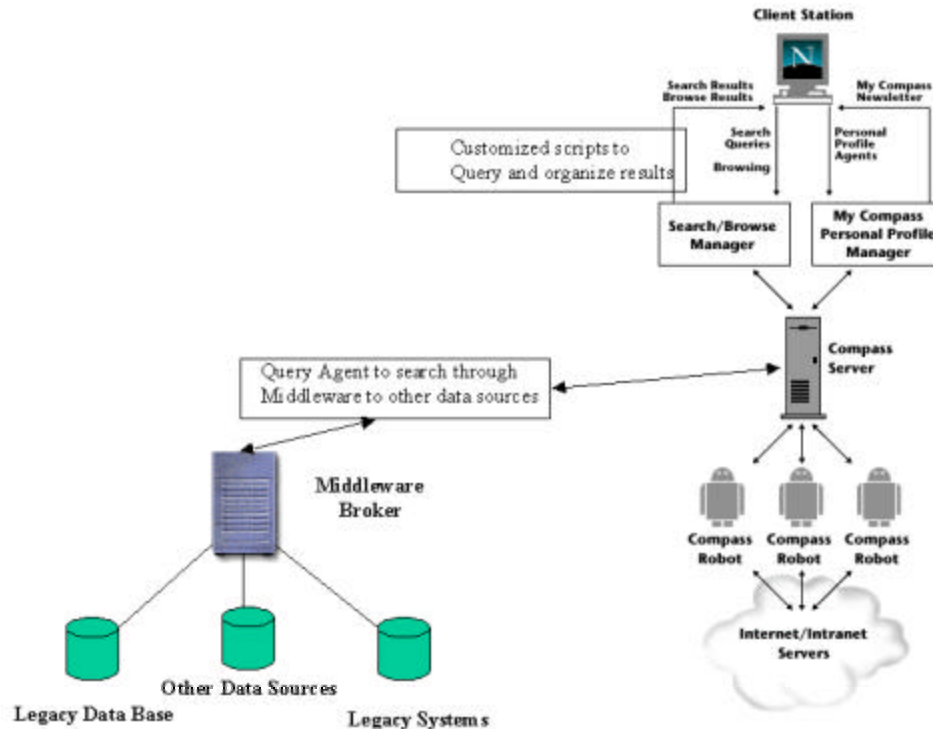 Client Station
N
Search Results
Browse Results
My Compass
Newsletter
Search
Queries
Browsing
Personal
Profile
Agents
Customized scripts to
Query and organize results
Search/Browse
Manager
My Compass
Personal Profile
Manager
Compass
Server
Query Agent to search through
Middleware to other data sources
Middleware
Broker
Compass
Robot
Compass
Robot
Compass
Robot
Internet/Intranet
Servers
Legacy Data Base
Other Data Sources
Legacy Systems